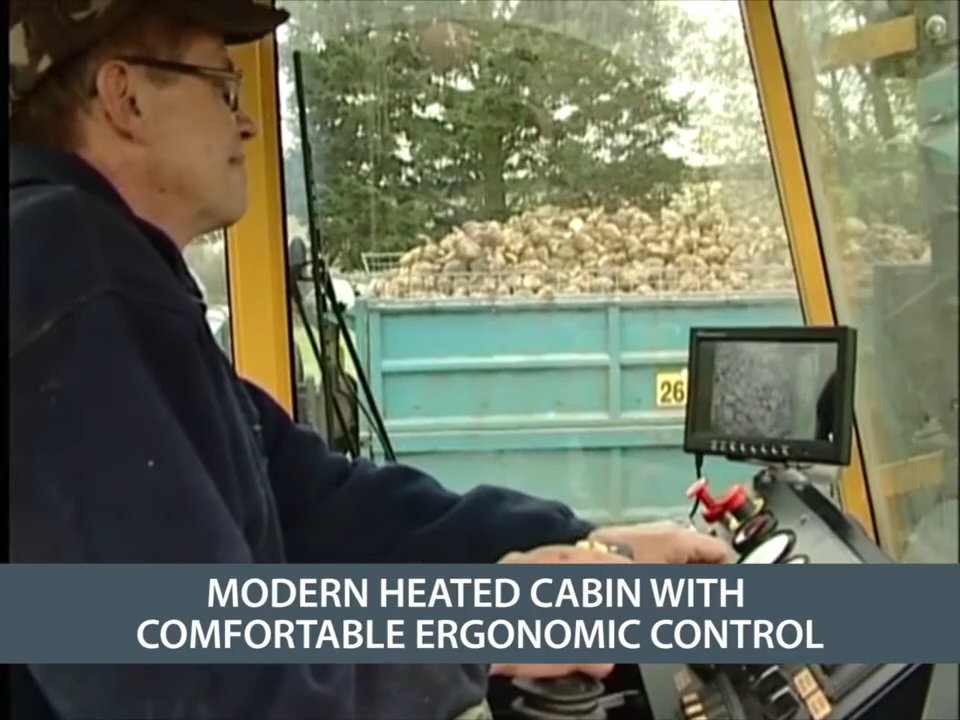 26
MODERN HEATED CABIN WITH
COMFORTABLE ERGONOMIC CONTROL